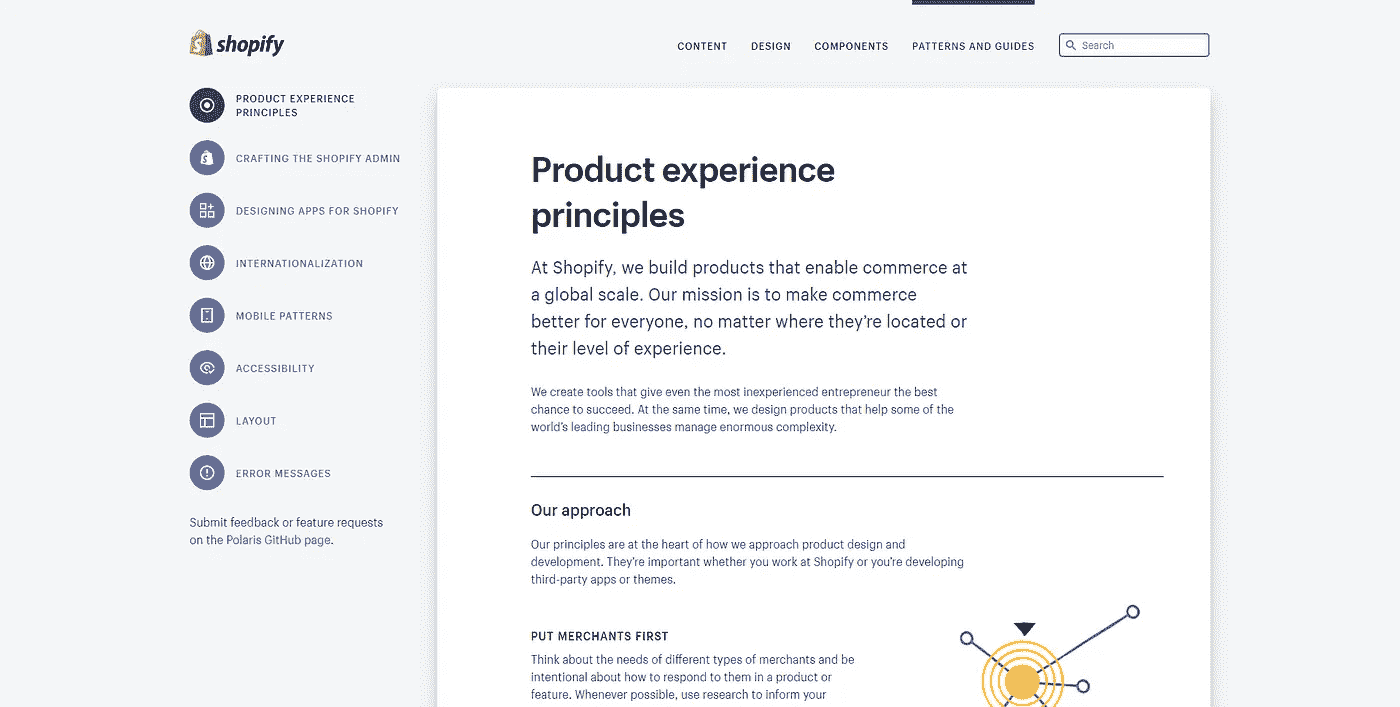 shopify
CONTENT
DESIGN
COMPONENTS
PATTERNS AND GUIDES
Search
PRODUCT EXPERIENCE
PRINCIPLES
CRAFTING THE SHOPIFY ADMIN
DESIGNING APPS FOR SHOPIFY
INTERNATIONALIZATION
MOBILE PATTERNS
ACCESSIBILITY
LAYOUT
ERROR MESSAGES
Submit feedback or feature requests
on the Polaris GitHub page.
Product experience
principles
At Shopify, we build products that enable commerce at
a global scale. Our mission is to make commerce
better for everyone, no matter where they’re located or
their level of experience.
We create tools that give even the most inexperienced entrepreneur the best
chance to succeed. At the same time, we design products that help some of the
world’s leading businesses manage enormous complexity.
Our approach
Our principles are at the heart of how we approach product design and
development. They’re important whether you work at Shopify or you’re developing
third-party apps or themes.
PUT MERCHANTS FIRST
Think about the needs of different types of merchants and be
intentional about how to respond to them in a product or
feature. Whenever possible, use research to inform your